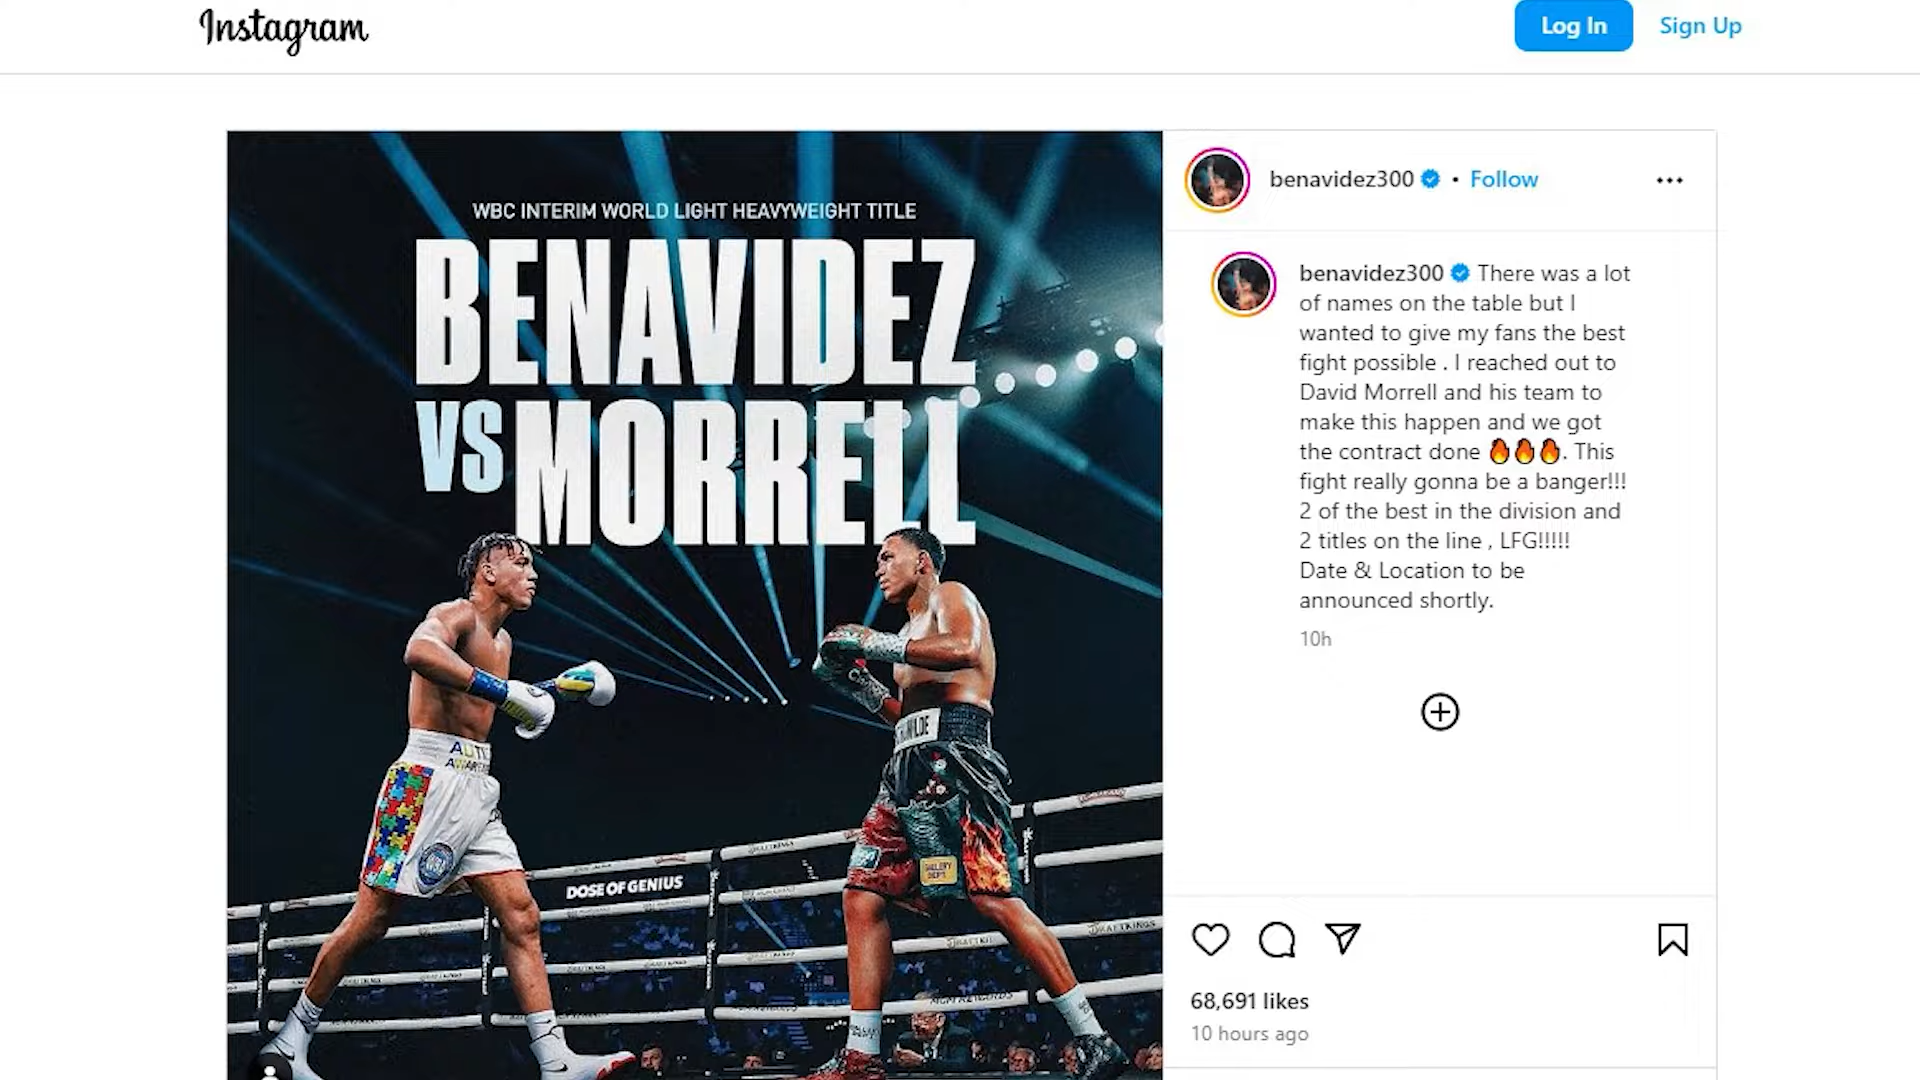 Instagram
Log In
Sign Up
WBC INTERIM WORLD LIGHT HEAVYWEIGHT TITLE
BENAVIDEZ
VS MORRELL
DOSE OF GENIUS
benavidez300 • Follow
benavidez300 There was a lot
of names on the table but I
wanted to give my fans the best
fight possible . I reached out to
David Morrell and his team to
make this happen and we got
the contract done 🔥🔥🔥. This
fight really gonna be a banger!!!
2 of the best in the division and
2 titles on the line , LFG!!!!!
Date & Location to be
announced shortly.
10h
68,691 likes
10 hours ago